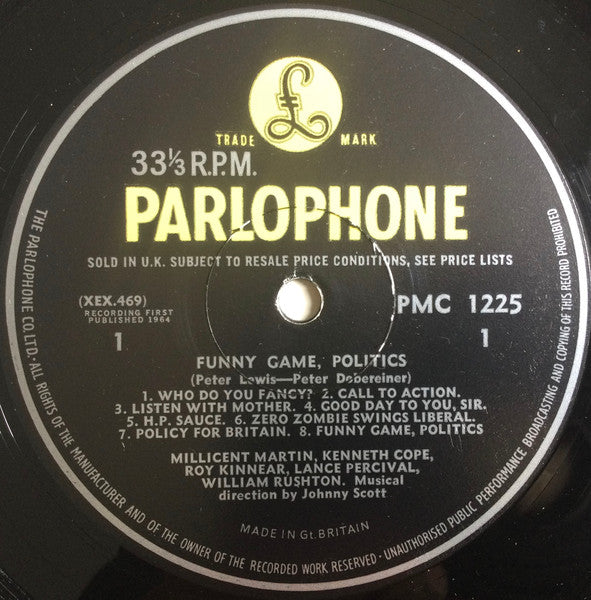 £
TRADE MARK
33⅓ R.P.M.
PARLOPHONE
SOLD IN U.K. SUBJECT TO RESALE PRICE CONDITIONS, SEE PRICE LISTS
(XEX.469)
RECORDING FIRST
PUBLISHED 1964
PMC 1225
1
1
FUNNY GAME, POLITICS
(Peter Lewis—Peter Dobereiner)
1. WHO DO YOU FANCY? 2. CALL TO ACTION.
3. LISTEN WITH MOTHER. 4. GOOD DAY TO YOU, SIR.
5. H.P. SAUCE. 6. ZERO ZOMBIE SWINGS LIBERAL.
7. POLICY FOR BRITAIN. 8. FUNNY GAME, POLITICS
MILLICENT MARTIN, KENNETH COPE,
ROY KINNEAR, LANCE PERCIVAL,
WILLIAM RUSHTON. Musical
direction by Johnny Scott
MADE IN Gt. BRITAIN
THE PARLOPHONE CO. LTD. · ALL RIGHTS OF THE MANUFACTURER AND OF THE OWNER OF THE RECORDED WORK RESERVED · UNAUTHORISED PUBLIC PERFORMANCE BROADCASTING AND COPYING OF THIS RECORD PROHIBITED